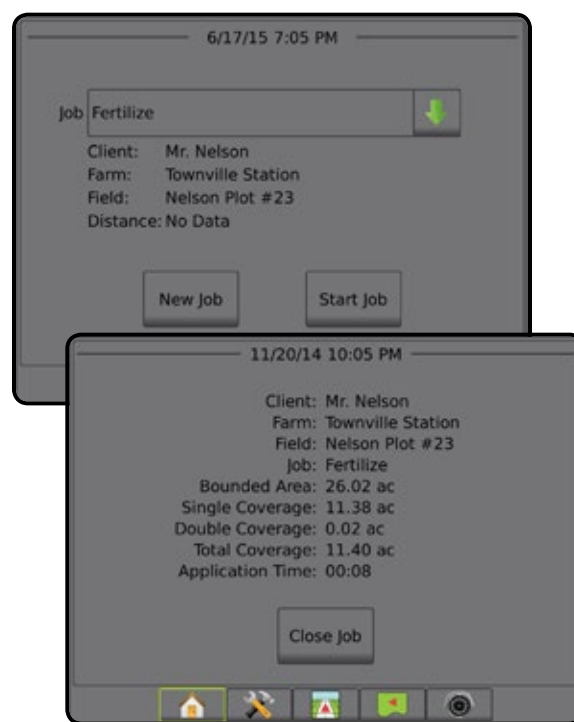 6/17/15 7:05 PM
Job Fertilize
Client: Mr. Nelson
Farm: Townville Station
Field: Nelson Plot #23
Distance: No Data
New Job Start Job
11/20/14 10:05 PM
Client: Mr. Nelson
Farm: Townville Station
Field: Nelson Plot #23
Job: Fertilize
Bounded Area: 26.02 ac
Single Coverage: 11.38 ac
Double Coverage: 0.02 ac
Total Coverage: 11.40 ac
Application Time: 00:08
Close Job